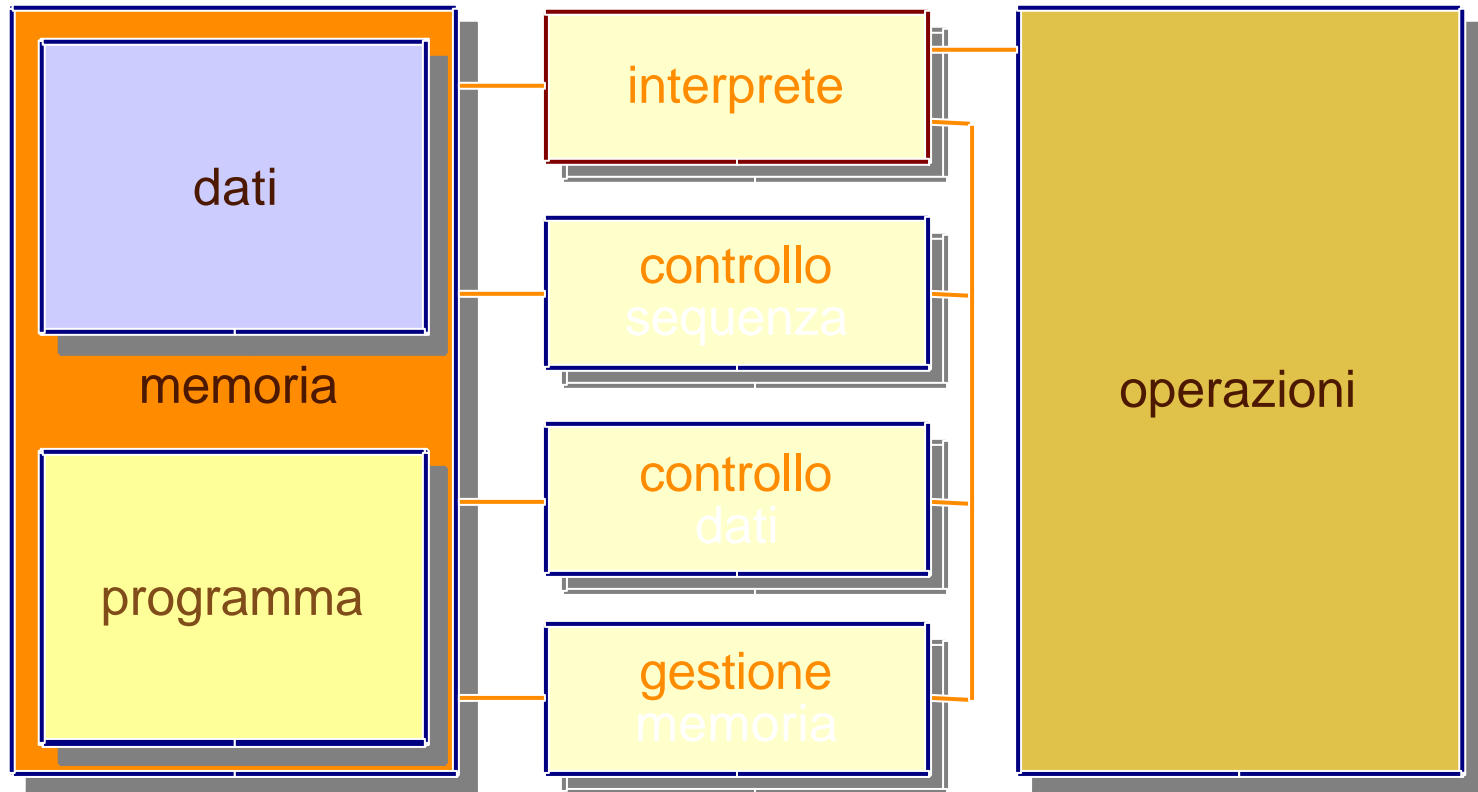 dati
memoria
programma
interprete
controllo
sequenza
controllo
dati
gestione
memoria
operazioni